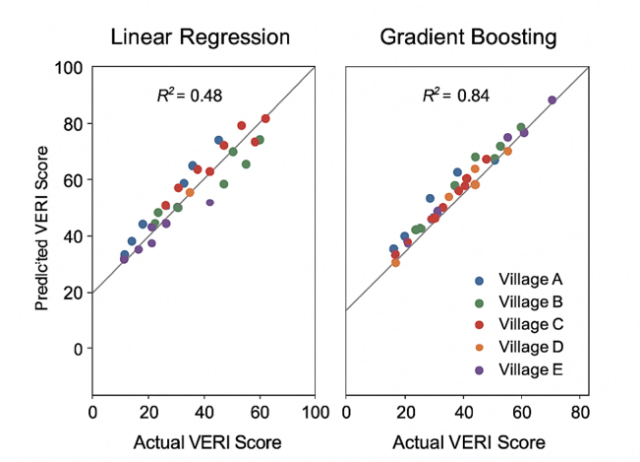 Linear Regression
Gradient Boosting
Predicted VERI Score
100
80
60
40
20
0
R² = 0.48
0 20 40 60 80 100
Actual VERI Score
R² = 0.84
Village A
Village B
Village C
Village D
Village E
0 20 40 60 80
Actual VERI Score